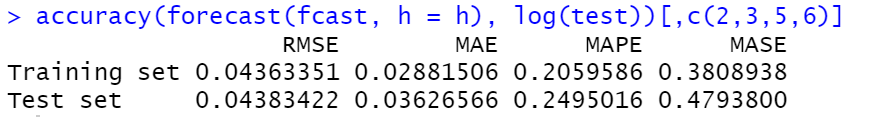 > accuracy(forecast(fcast, h = h), log(test))[,c(2,3,5,6)]
RMSE MAE MAPE MASE
Training set 0.04363351 0.02881506 0.2059586 0.3808938
Test set 0.04383422 0.03626566 0.2495016 0.4793800